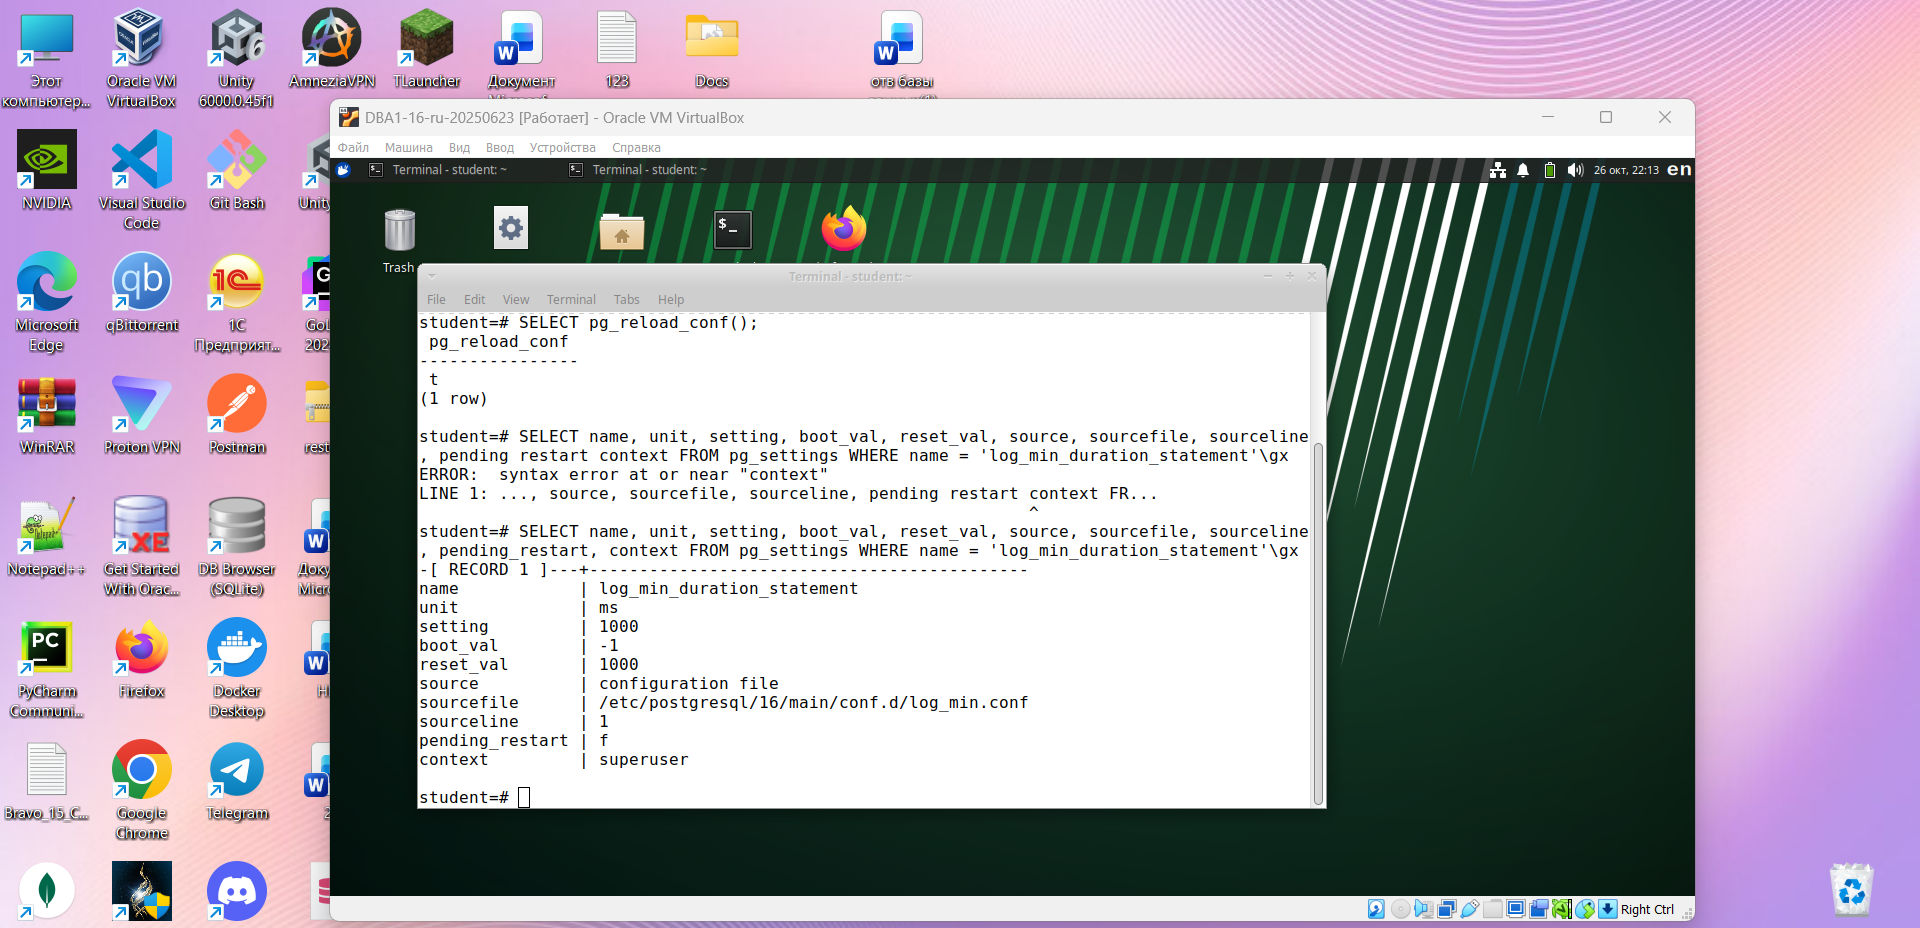 Этот компьютер...
Oracle VM VirtualBox
Unity 6000.0.45f1
AmneziaVPN
TLauncher
Документ
123
Docs
отв базы
DBA1-16-ru-20250623 [Работает] - Oracle VM VirtualBox
Файл Машина Вид Ввод Устройства Справка
Terminal - student: ~
Terminal - student: ~
26 окт, 22:13 en
NVIDIA
Visual Studio Code
Git Bash
Trash
Terminal - student: ~
File Edit View Terminal Tabs Help
student=# SELECT pg_reload_conf();
pg_reload_conf
----------------
t
(1 row)
student=# SELECT name, unit, setting, boot_val, reset_val, source, sourcefile, sourceline
, pending restart context FROM pg_settings WHERE name = 'log_min_duration_statement'\gx
ERROR:  syntax error at or near "context"
LINE 1: ..., source, sourcefile, sourceline, pending restart context FR...
^
student=# SELECT name, unit, setting, boot_val, reset_val, source, sourcefile, sourceline
, pending_restart, context FROM pg_settings WHERE name = 'log_min_duration_statement'\gx
-[ RECORD 1 ]---+--------------------------------------------
name            | log_min_duration_statement
unit            | ms
setting         | 1000
boot_val        | -1
reset_val       | 1000
source          | configuration file
sourcefile      | /etc/postgresql/16/main/conf.d/log_min.conf
sourceline      | 1
pending_restart | f
context         | superuser
student=#
Microsoft Edge
qb
qBittorrent
1C
1С Предприят...
WinRAR
Proton VPN
Postman
Notepad++
XE
Get Started With Orac...
DB Browser (SQLite)
PC
PyCharm Communi...
Firefox
Docker Desktop
Bravo_15_C...
Google Chrome
Telegram
Right Ctrl